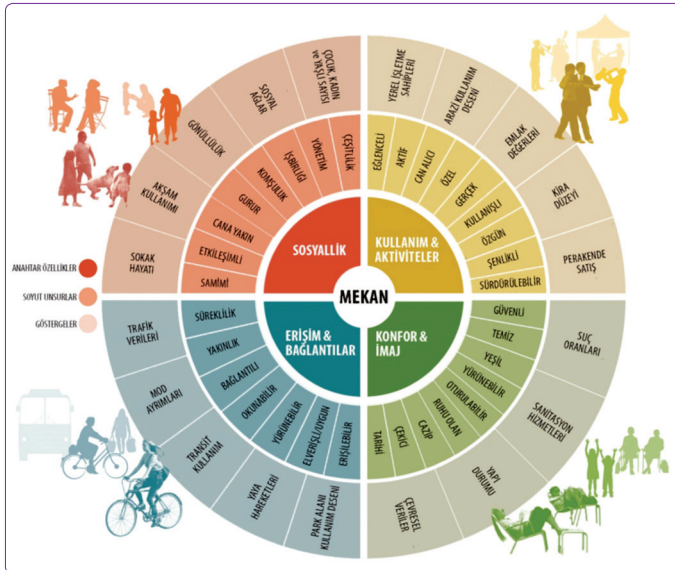 ANAHTAR ÖZELLİKLER
SOYUT UNSURLAR
GÖSTERGELER
MEKAN
SOSYALLİK
KULLANIM &
AKTİVİTELER
ERİŞİM &
BAĞLANTILAR
KONFOR &
İMAJ
SAMİMİ
ETKİLEŞİMLİ
CANA YAKIN
GURUR
KOMŞULUK
İŞBİRLİĞİ
YÖNETİM
ÇEŞİTLİLİK
SOKAK
HAYATI
AKŞAM
KULLANIMI
GÖNÜLLÜLÜK
SOSYAL
AĞLAR
ÇOCUK, KADIN
ve YAŞLI SAYISI
EĞLENCELİ
AKTİF
CAN ALICI
ÖZEL
GERÇEK
KULLANIŞLI
ÖZGÜN
ŞENLİKLİ
SÜRDÜRÜLEBİLİR
YEREL İŞLETME
SAHİPLERİ
ARAZİ KULLANIM
DESENİ
EMLAK
DEĞERLERİ
KİRA
DÜZEYİ
PERAKENDE
SATIŞ
GÜVENLİ
TEMİZ
YEŞİL
YÜRÜNEBİLİR
OTURULABİLİR
RUHU OLAN
CAZİP
ÇEKİCİ
TARİHİ
SUÇ
ORANLARI
SANİTASYON
HİZMETLERİ
YAPI
DURUMU
ÇEVRESEL
VERİLER
SÜREKLİLİK
YAKINLIK
BAĞLANTILI
OKUNABİLİR
YÜRÜNEBİLİR
ELVERİŞLİ/UYGUN
ERİŞİLEBİLİR
TRAFİK
VERİLERİ
MOD
AYRIMLARI
TRANSİT
KULLANIM
YAYA
HAREKETLERİ
PARK ALANI
KULLANIM DESENİ